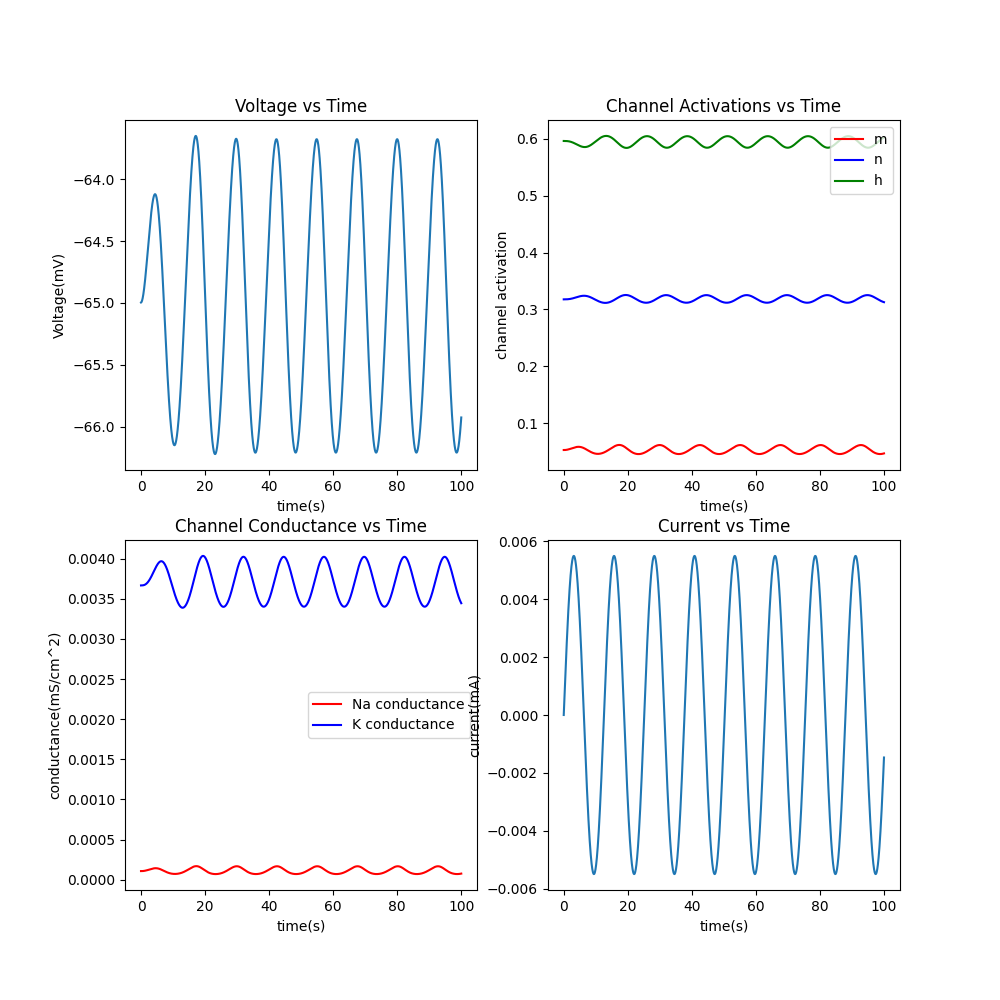 Voltage vs Time
Voltage(mV)
−64.0
−64.5
−65.0
−65.5
−66.0
0 20 40 60 80 100
time(s)
Channel Activations vs Time
channel activation
0.6
0.5
0.4
0.3
0.2
0.1
m
n
h
0 20 40 60 80 100
time(s)
Channel Conductance vs Time
conductance(mS/cm^2)
0.0040
0.0035
0.0030
0.0025
0.0020
0.0015
0.0010
0.0005
0.0000
Na conductance
K conductance
0 20 40 60 80 100
time(s)
Current vs Time
current(mA)
0.006
0.004
0.002
0.000
−0.002
−0.004
−0.006
0 20 40 60 80 100
time(s)